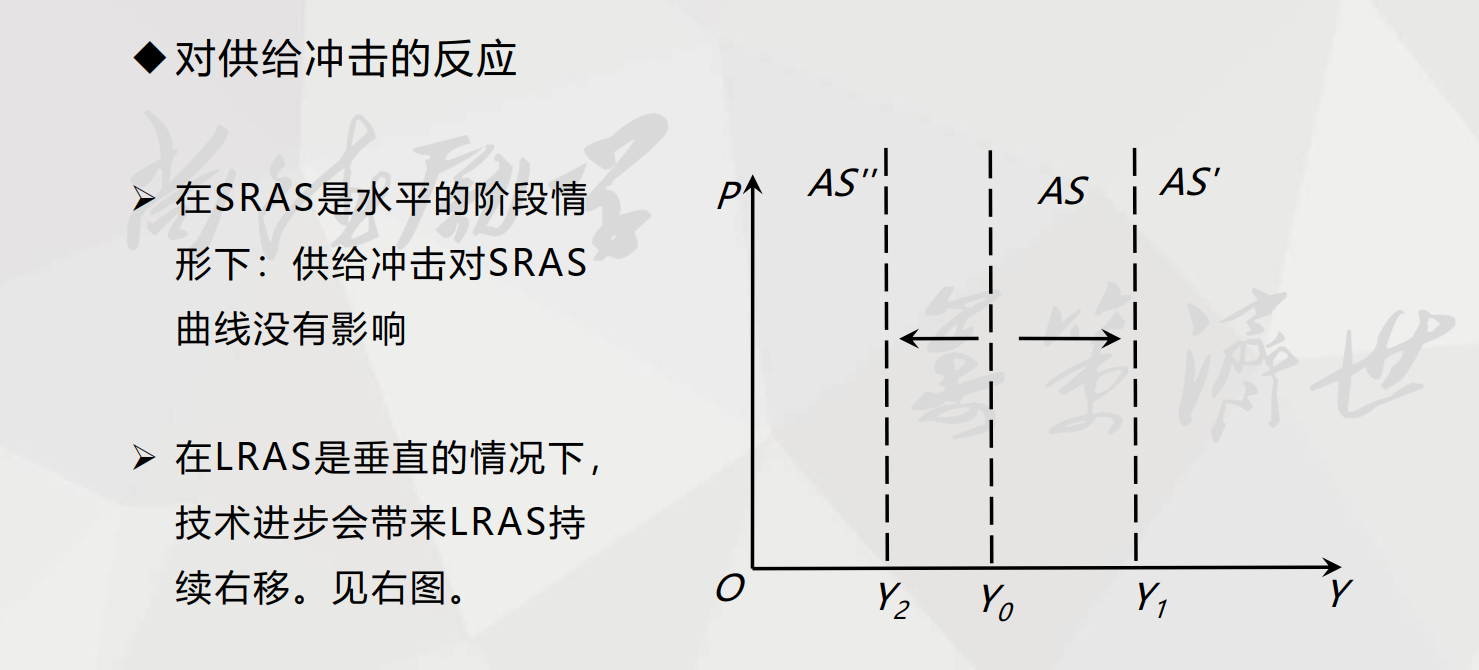 ◆对供给冲击的反应
➢ 在SRAS是水平的阶段情
形下：供给冲击对SRAS
曲线没有影响
➢ 在LRAS是垂直的情况下，
技术进步会带来LRAS持
续右移。见右图。
P
AS''
AS
AS'
O
Y2
Y0
Y1
Y